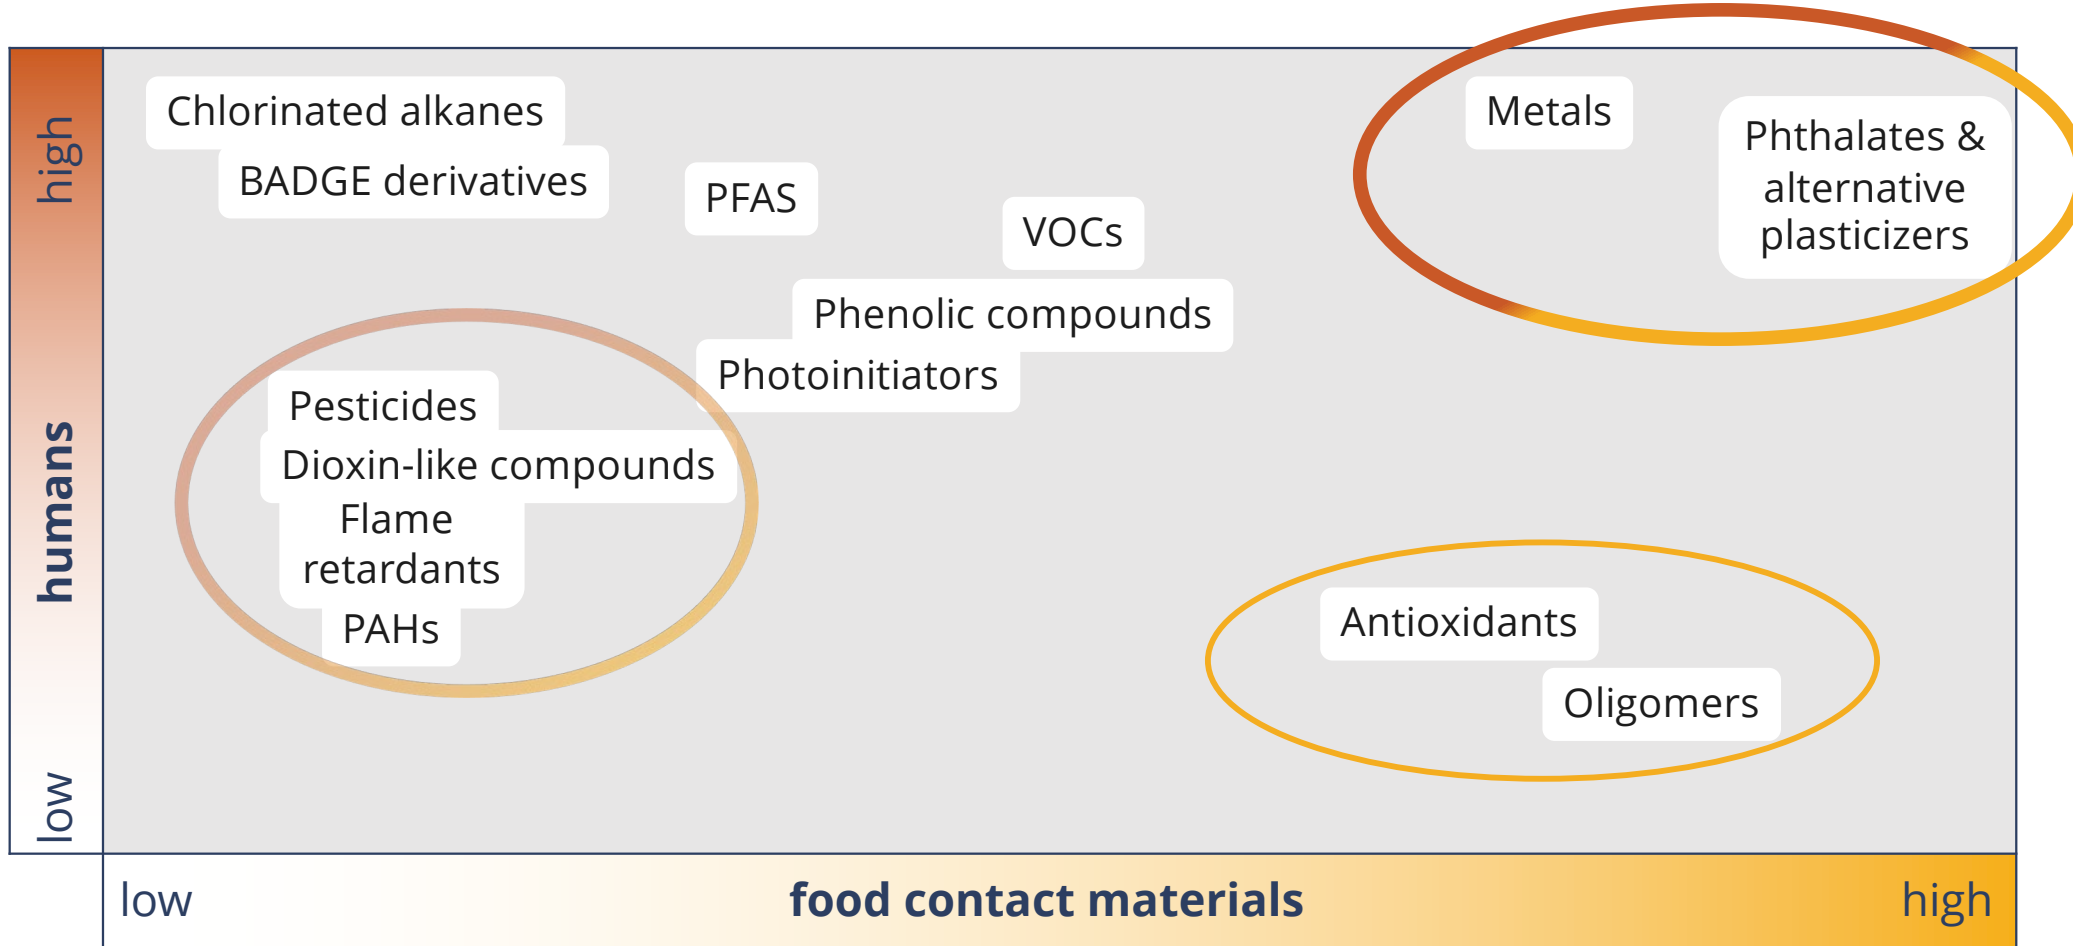 high
humans
low
Chlorinated alkanes
BADGE derivatives
PFAS
VOCs
Metals
Phthalates &
alternative
plasticizers
Phenolic compounds
Photoinitiators
Pesticides
Dioxin-like compounds
Flame
retardants
PAHs
Antioxidants
Oligomers
low
food contact materials
high